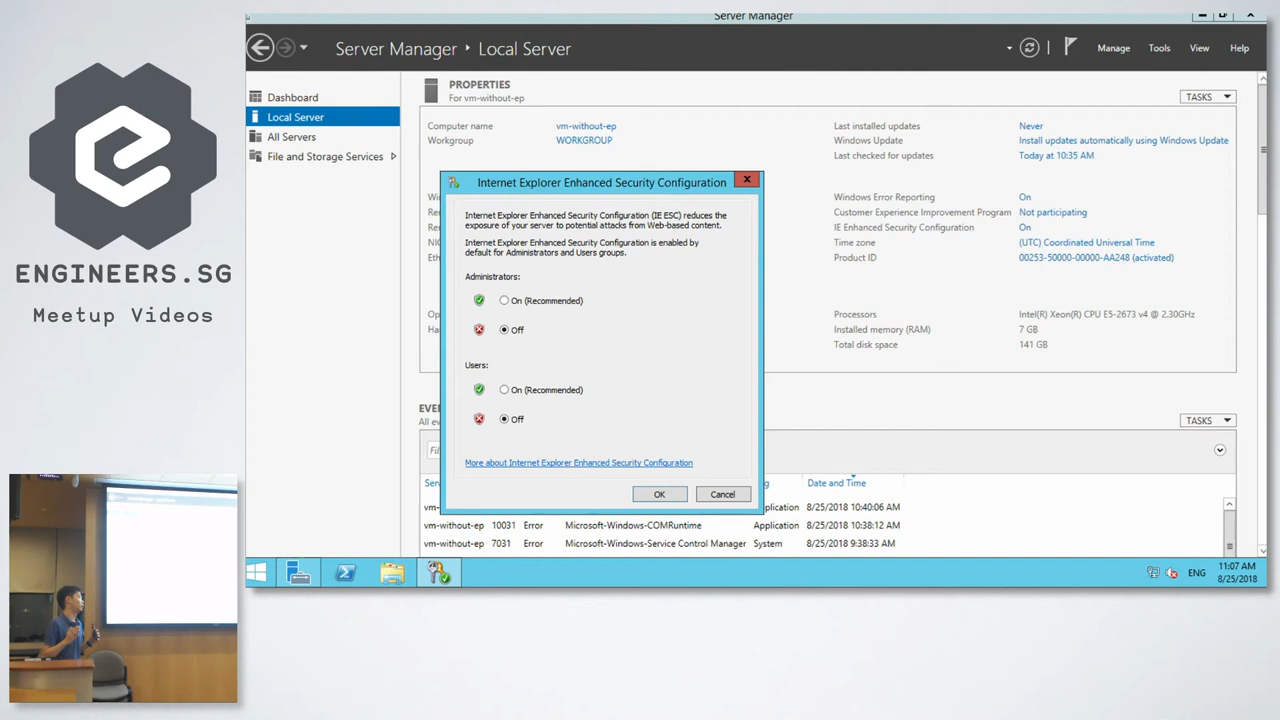 Server Manager
Server Manager ▸ Local Server
Manage Tools View Help
ENGINEERS.SG
Meetup Videos
Dashboard
Local Server
All Servers
File and Storage Services
PROPERTIES
For vm-without-ep
TASKS
Computer name vm-without-ep
Workgroup WORKGROUP
Last installed updates Never
Windows Update Install updates automatically using Windows Update
Last checked for updates Today at 10:35 AM
Windows Error Reporting On
Customer Experience Improvement Program Not participating
IE Enhanced Security Configuration On
Time zone (UTC) Coordinated Universal Time
Product ID 00253-50000-00000-AA248 (activated)
Processors Intel(R) Xeon(R) CPU E5-2673 v4 @ 2.30GHz
Installed memory (RAM) 7 GB
Total disk space 141 GB
Internet Explorer Enhanced Security Configuration
Internet Explorer Enhanced Security Configuration (IE ESC) reduces the
exposure of your server to potential attacks from Web-based content.
Internet Explorer Enhanced Security Configuration is enabled by
default for Administrators and Users groups.
Administrators:
On (Recommended)
Off
Users:
On (Recommended)
Off
More about Internet Explorer Enhanced Security Configuration
OK Cancel
TASKS
Date and Time
Application 8/25/2018 10:40:06 AM
vm-without-ep 10031 Error Microsoft-Windows-COMRuntime Application 8/25/2018 10:38:12 AM
vm-without-ep 7031 Error Microsoft-Windows-Service Control Manager System 8/25/2018 9:38:33 AM
ENG
11:07 AM
8/25/2018